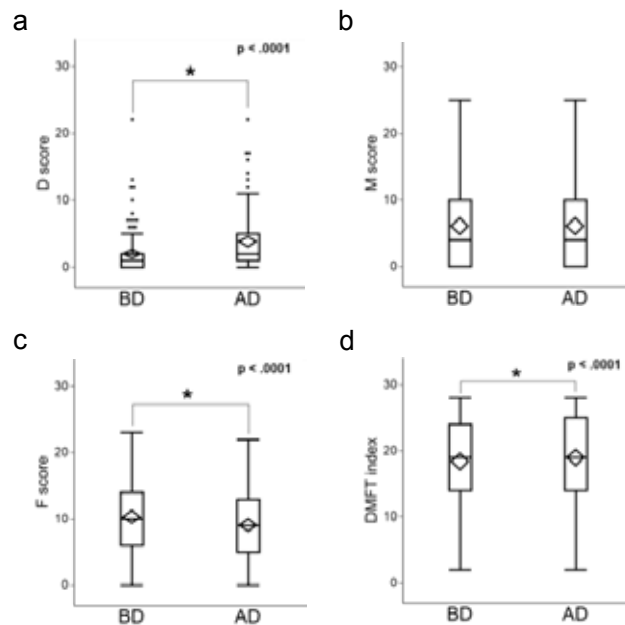 a
p < .0001
*
30
20
10
0
D score
BD AD
b
30
20
10
0
M score
BD AD
c
p < .0001
*
30
20
10
0
F score
BD AD
d
p < .0001
*
30
20
10
0
DMFT index
BD AD